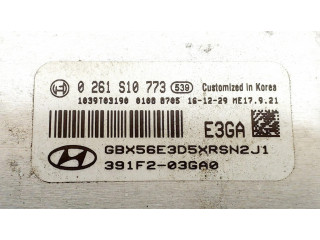 0 261 S10 773 539 Customized in Korea
1039T03190 0108 8705 16-12-29 ME17.9.21
E3GA
GBX56E3D5XRSN2J1
391F2-03GA0